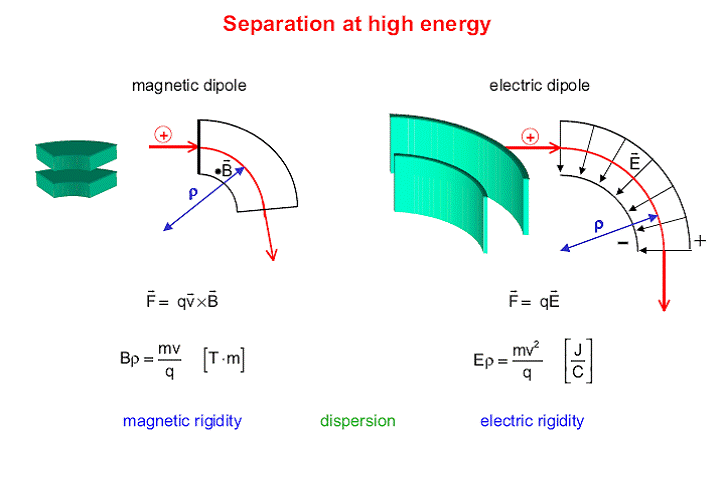 Separation at high energy
magnetic dipole
electric dipole
+
•B⃗
ρ
+
E⃗
ρ
−
+
F⃗ = qv⃗×B⃗
F⃗ = qE⃗
Bρ = mv/q [T·m]
Eρ = mv²/q [J/C]
magnetic rigidity
dispersion
electric rigidity